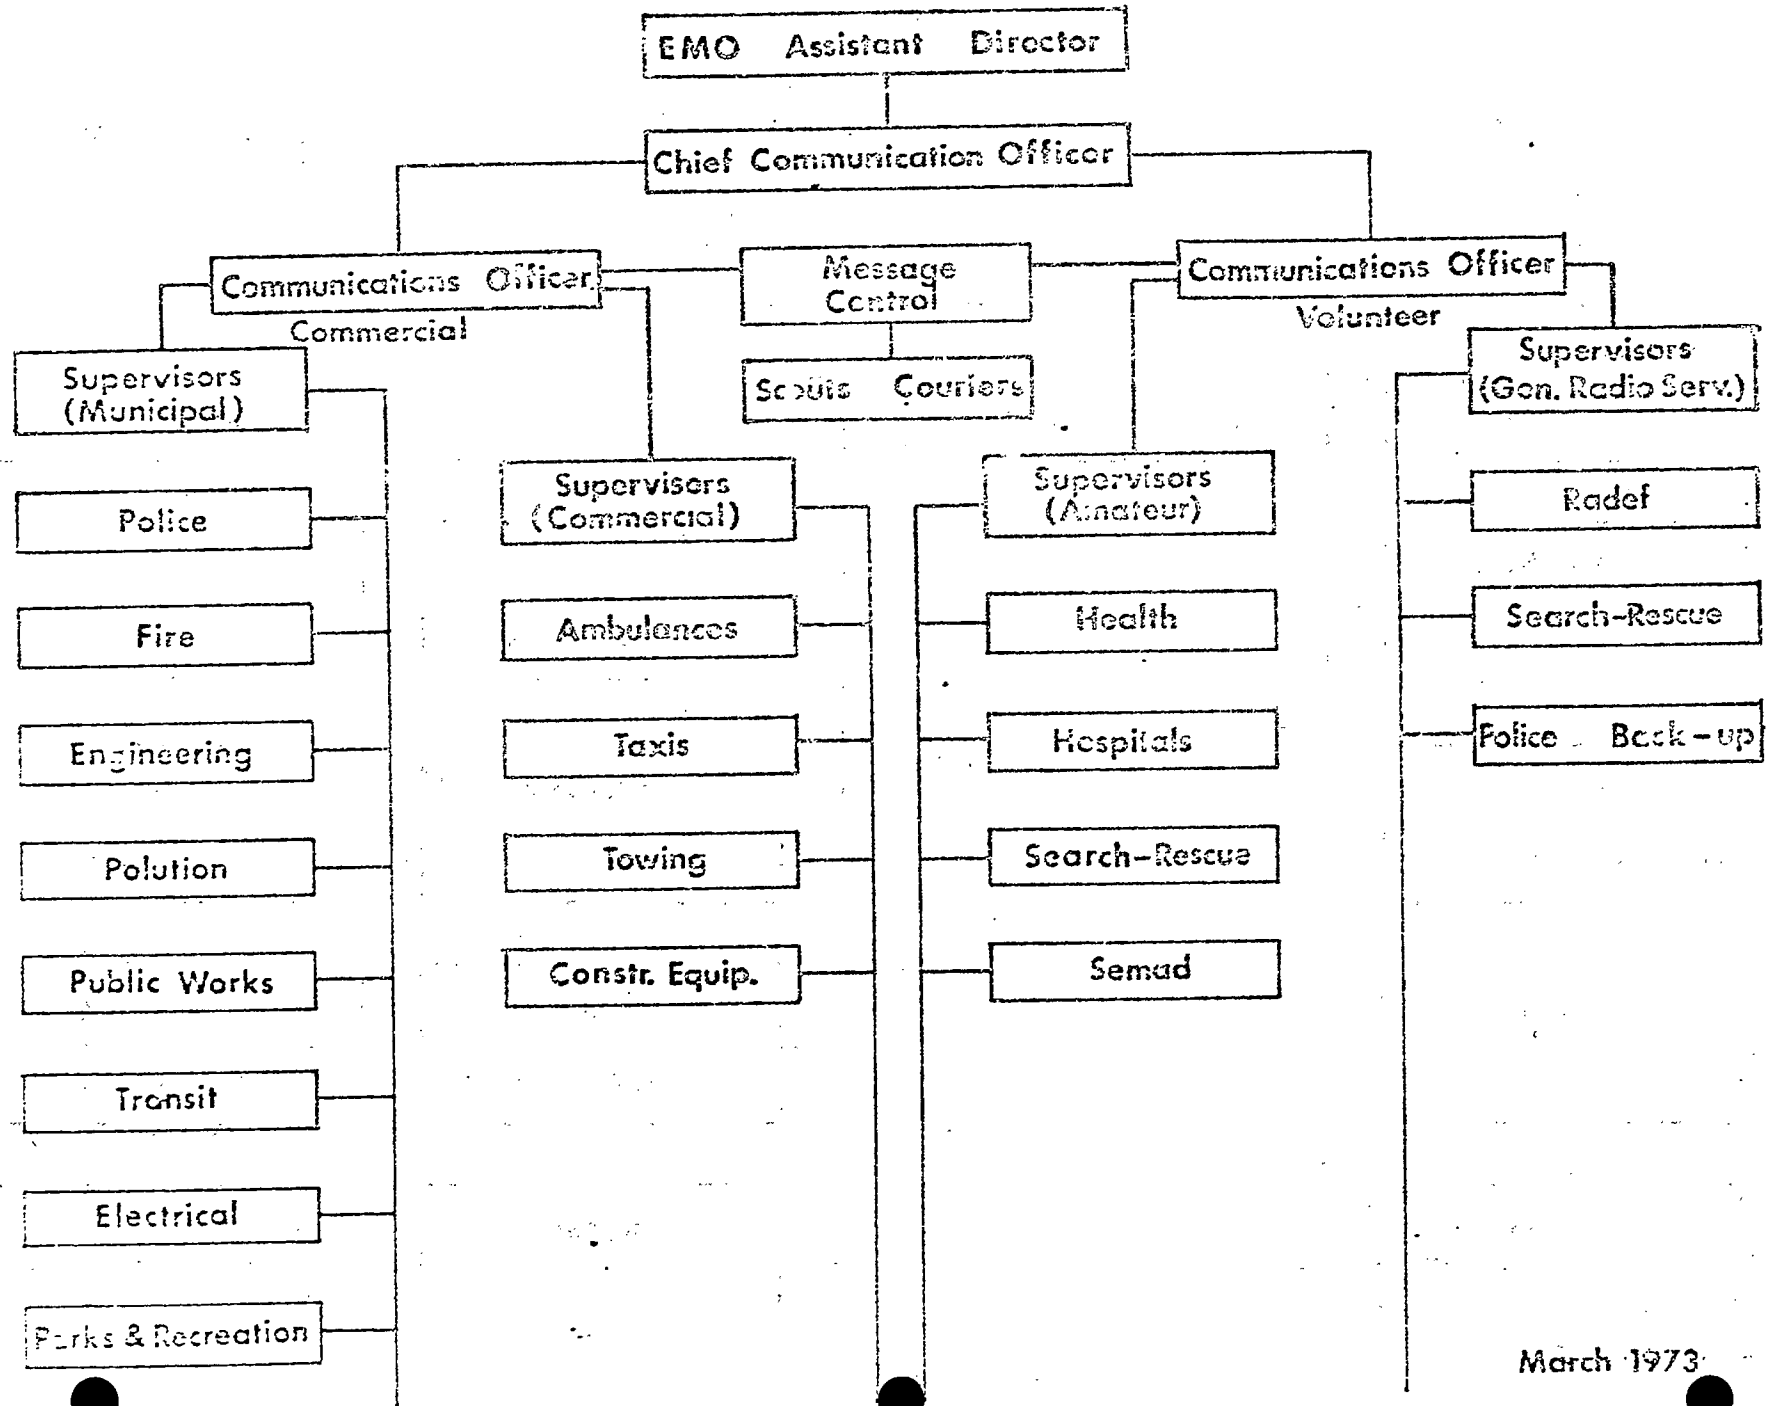 EMO Assistant Director
Chief Communication Officer
Communications Officer
Commercial
Message
Control
Scouts Couriers
Communications Officer
Volunteer
Supervisors
(Municipal)
Police
Fire
Engineering
Polution
Public Works
Transit
Electrical
Parks & Recreation
Supervisors
(Commercial)
Ambulances
Taxis
Towing
Constr. Equip.
Supervisors
(Amateur)
Health
Hospitals
Search-Rescue
Semad
Supervisors
(Gen. Radio Serv.)
Radef
Search-Rescue
Police Back-up
March 1973